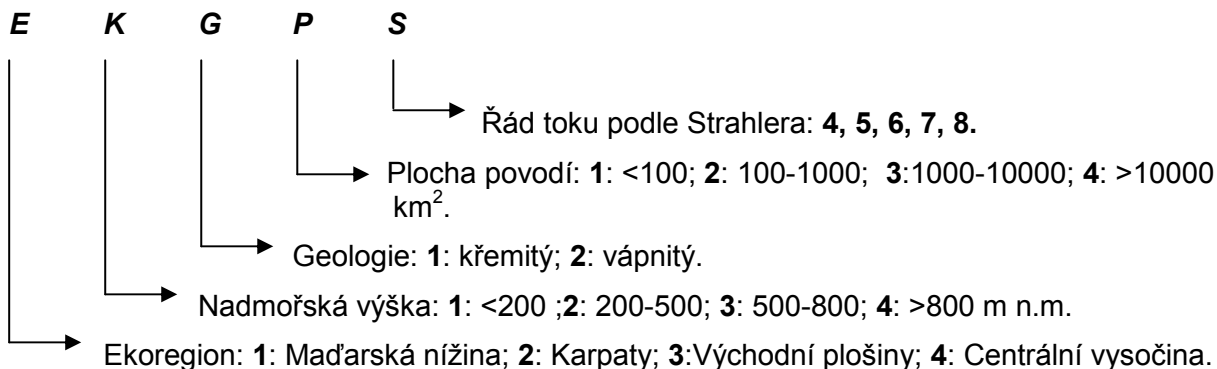 E K G P S
Řád toku podle Strahlera: 4, 5, 6, 7, 8.
Plocha povodí: 1: <100; 2: 100-1000; 3:1000-10000; 4: >10000
km².
Geologie: 1: křemitý; 2: vápnitý.
Nadmořská výška: 1: <200 ;2: 200-500; 3: 500-800; 4: >800 m n.m.
Ekoregion: 1: Maďarská nížina; 2: Karpaty; 3:Východní plošiny; 4: Centrální vysočina.